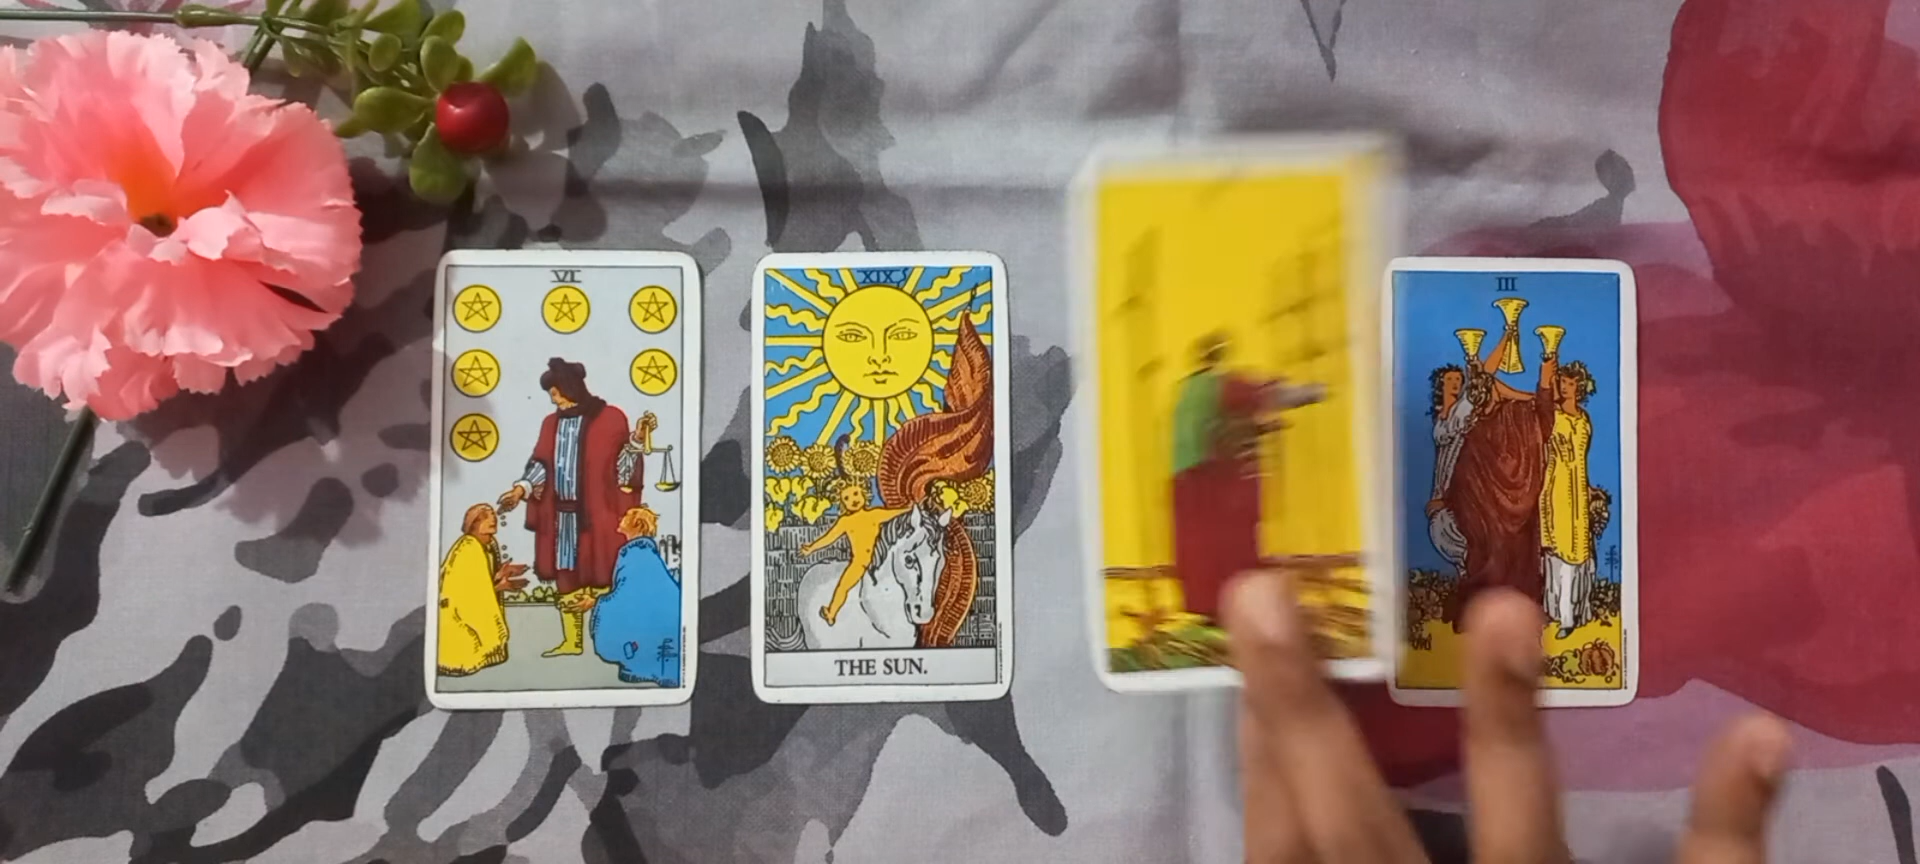 VI
XIX
THE SUN.
III